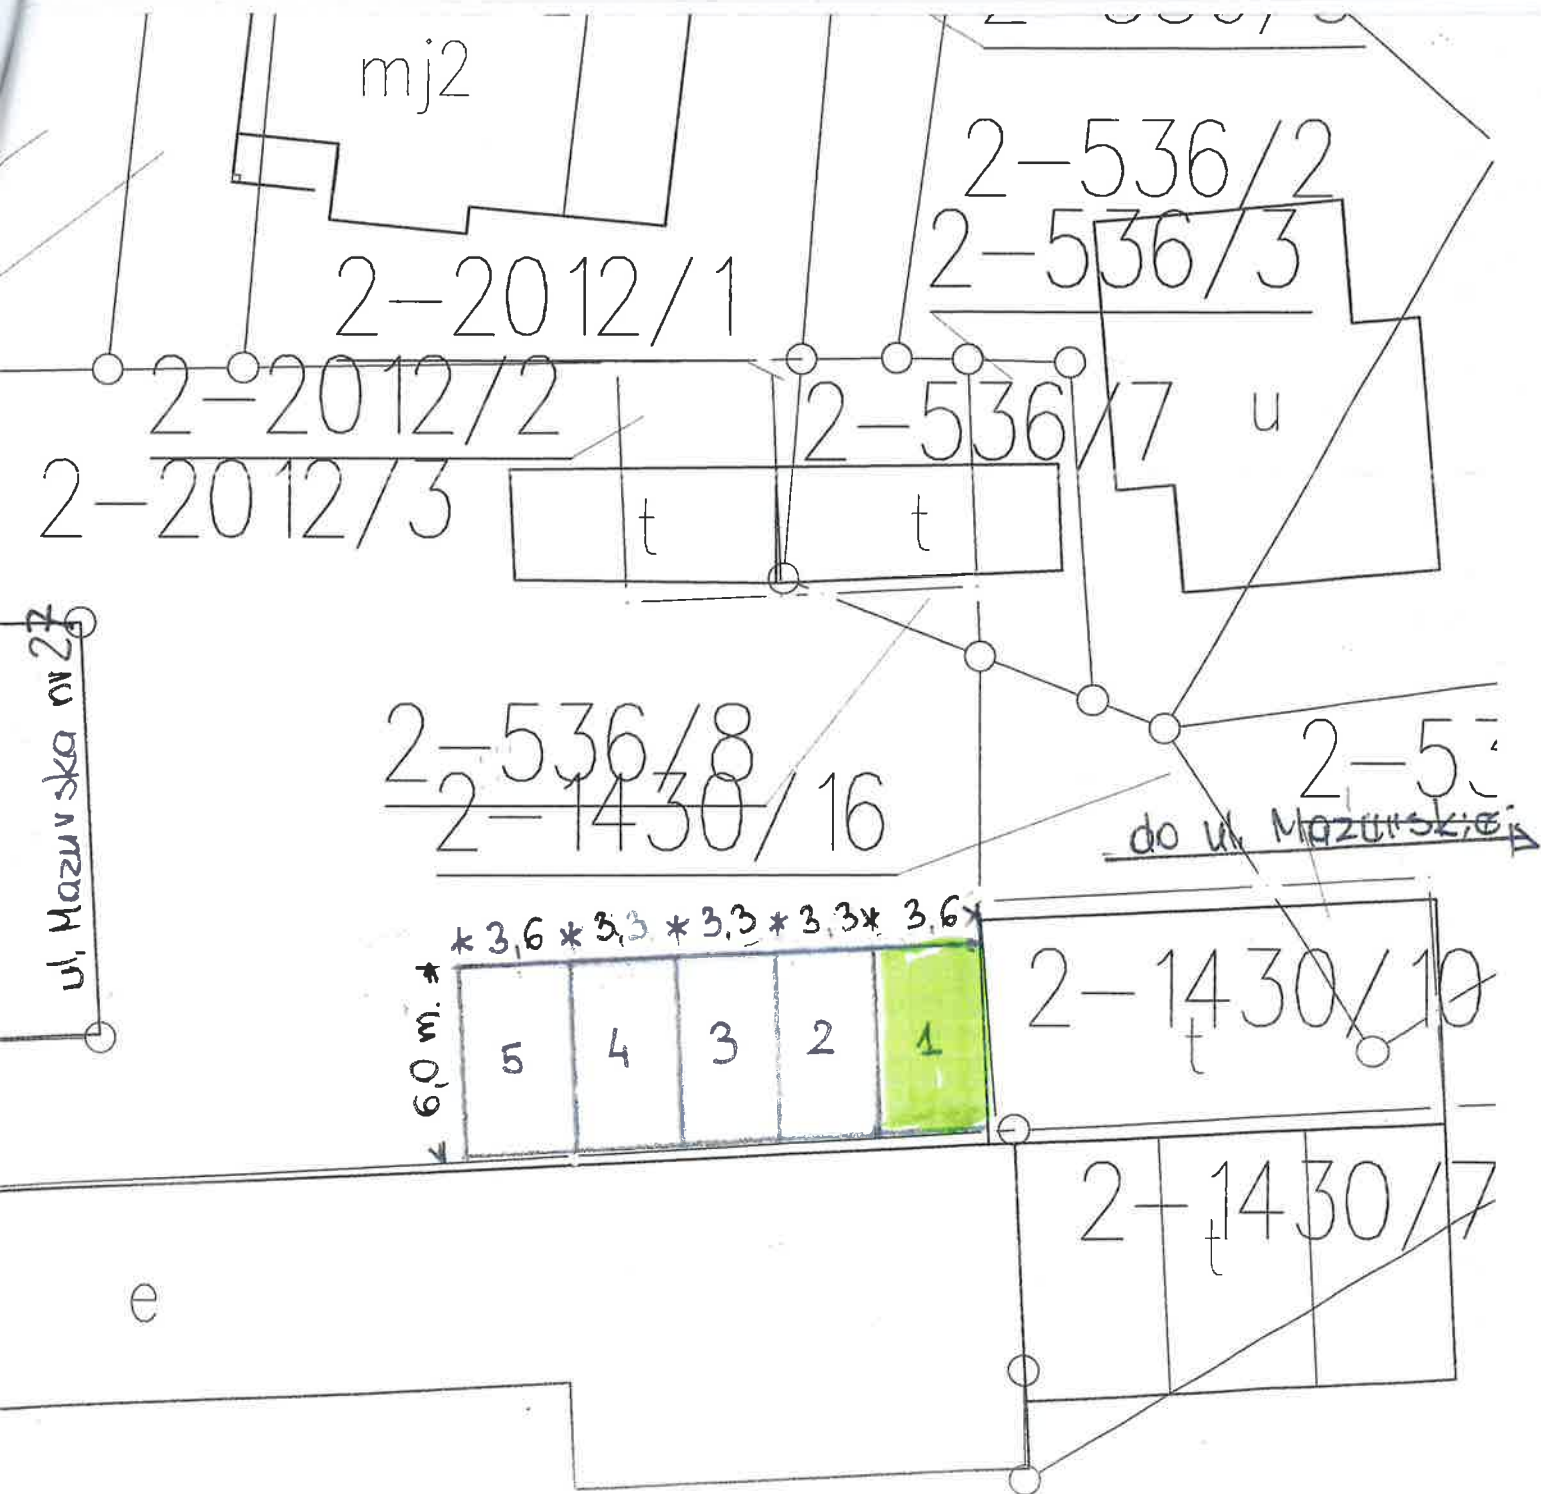 mj2
2-536/2
2-536/3
2-2012/1
2-2012/2
2-536/7
u
2-2012/3
t
t
ul. Mazurska nr 27
2-536/8
2-1430/16
2-53
do ul. Mazurskiej
* 3,6 * 3,3 * 3,3 * 3,3 * 3,6 *
6,0 m. *
5
4
3
2
1
2-1430/10
t
2-1430/7
t
e